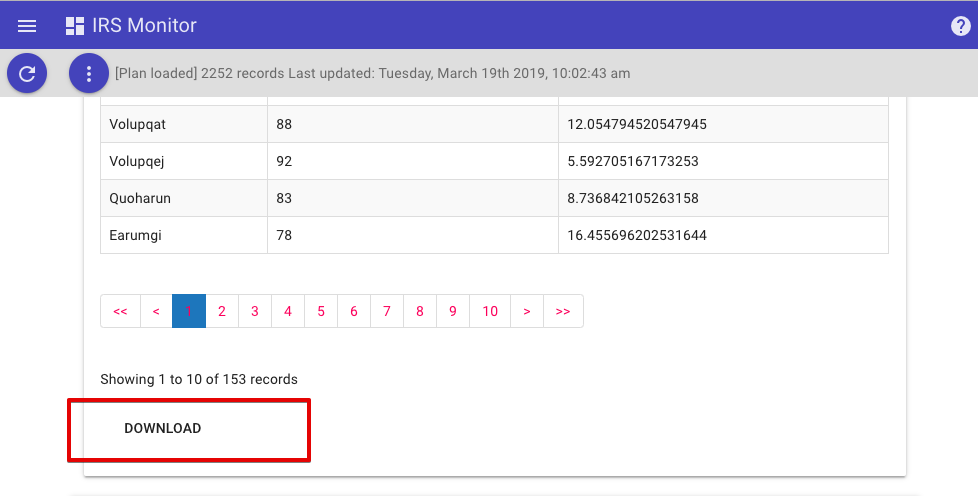 IRS Monitor
[Plan loaded] 2252 records Last updated: Tuesday, March 19th 2019, 10:02:43 am
Volupqat 88 12.054794520547945
Volupqej 92 5.592705167173253
Quoharun 83 8.736842105263158
Earumgi 78 16.455696202531644
<< < 1 2 3 4 5 6 7 8 9 10 > >>
Showing 1 to 10 of 153 records
DOWNLOAD